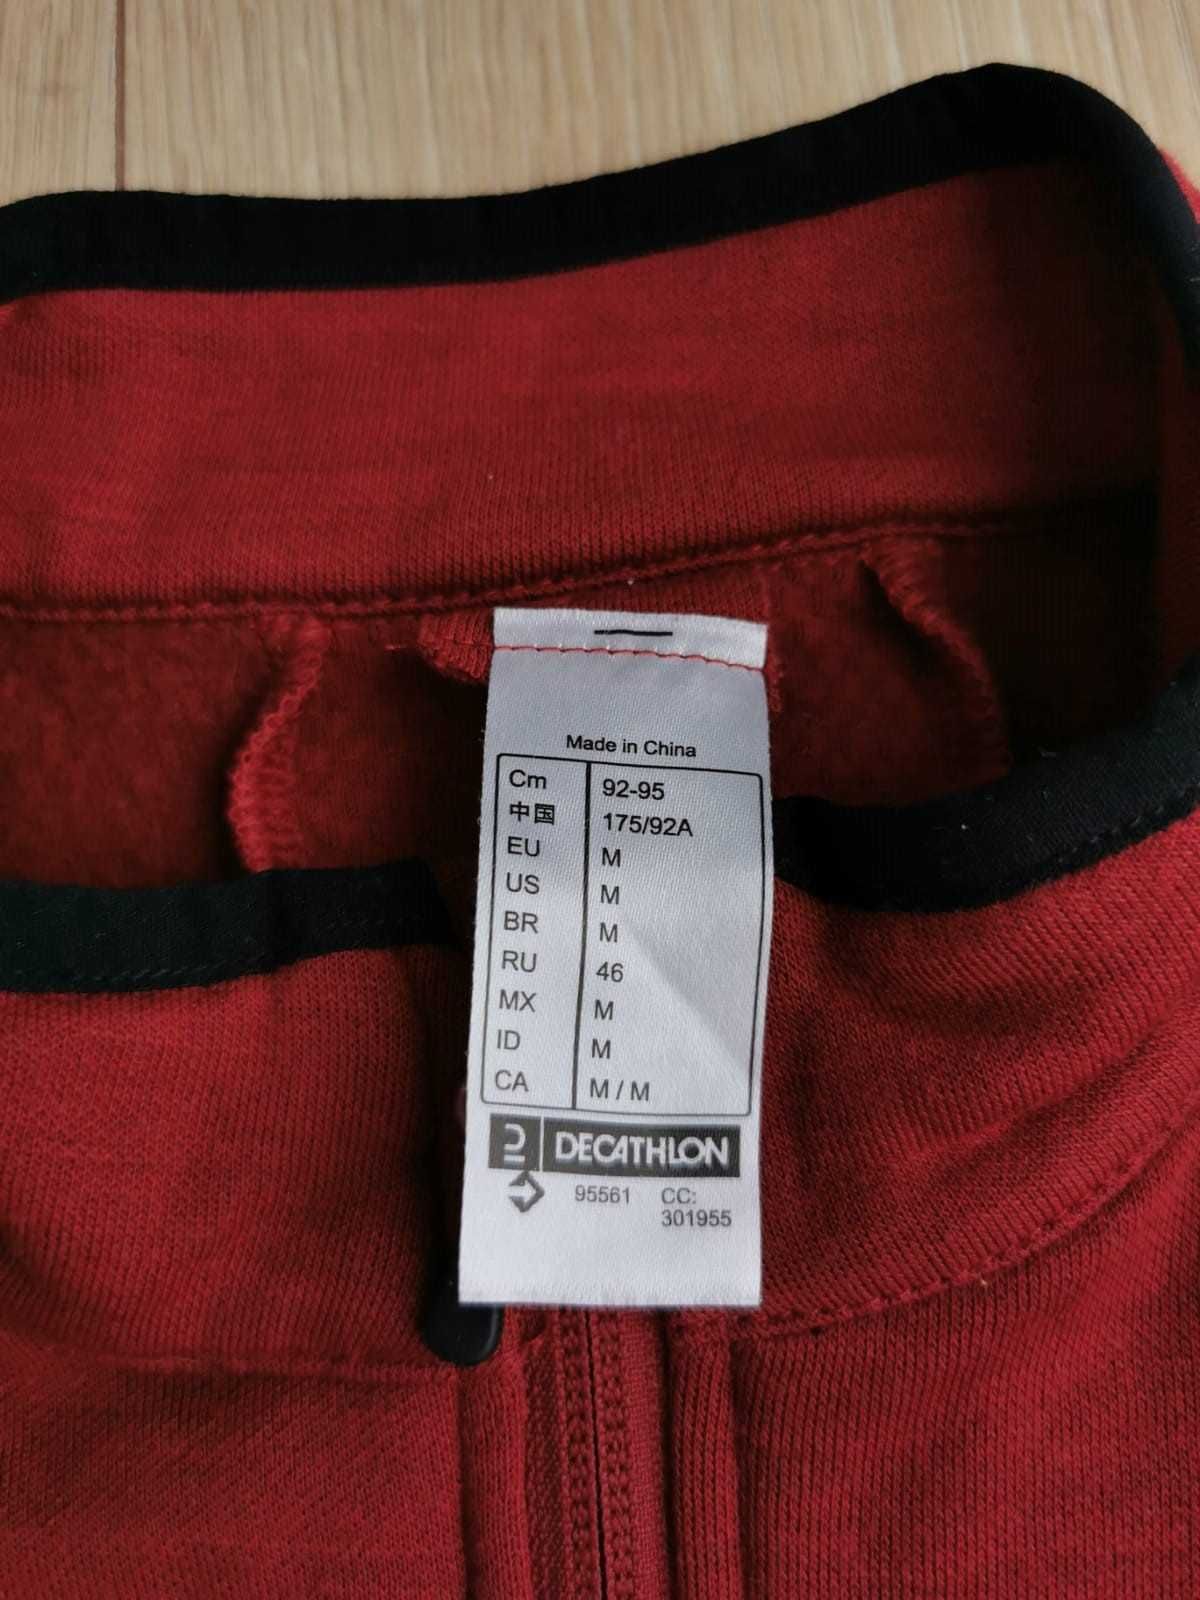 Made in China
Cm 92-95
中国 175/92A
EU M
US M
BR M
RU 46
MX M
ID M
CA M / M
DECATHLON
95561 CC:
301955